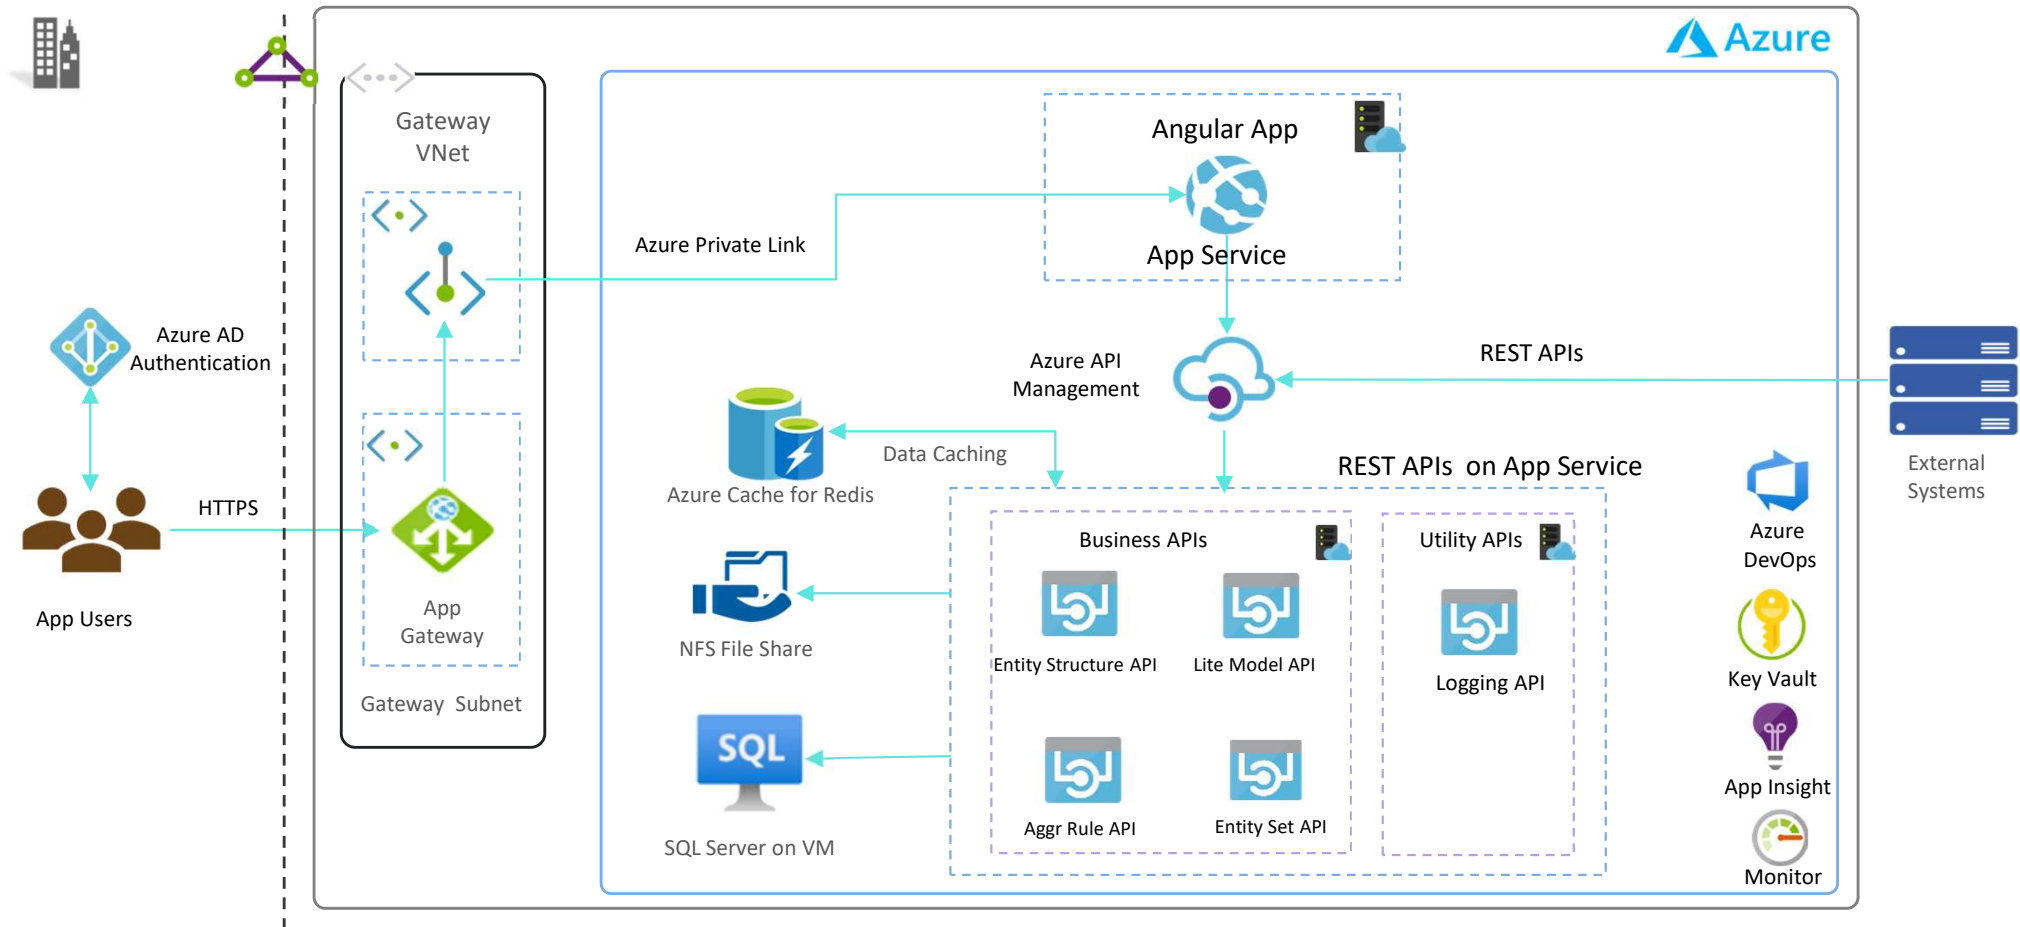 Azure
Gateway
VNet
Angular App
App Service
Azure Private Link
Azure AD
Authentication
HTTPS
App Users
App
Gateway
Gateway Subnet
Azure API
Management
REST APIs
External
Systems
Data Caching
Azure Cache for Redis
REST APIs on App Service
Business APIs
Utility APIs
Entity Structure API
Lite Model API
Logging API
Aggr Rule API
Entity Set API
NFS File Share
SQL
SQL Server on VM
Azure
DevOps
Key Vault
App Insight
Monitor